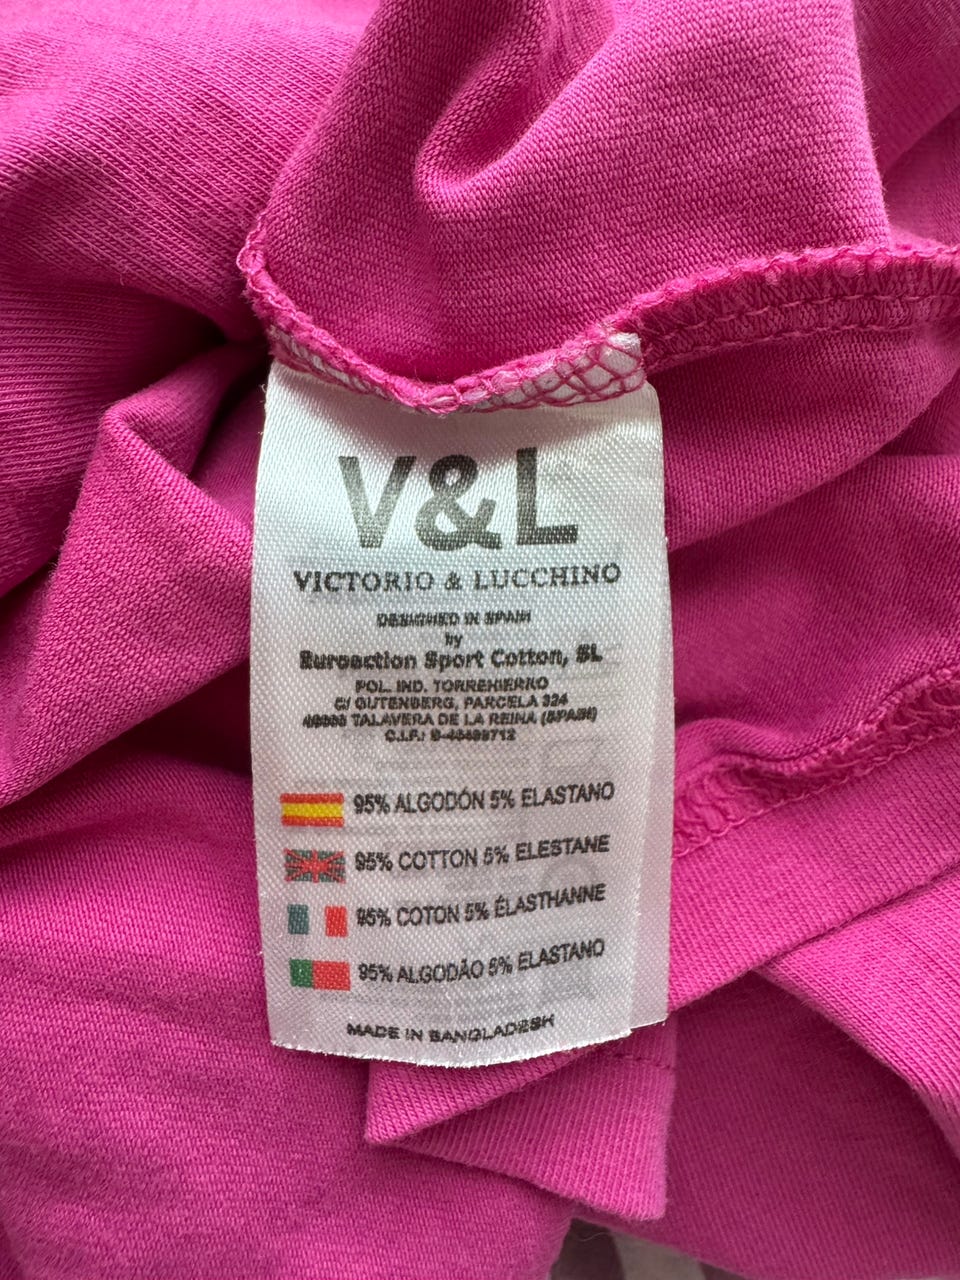 V&L
VICTORIO & LUCCHINO
DESIGNED IN SPAIN
by
Euroaction Sport Cotton, SL
POL. IND. TORREHIERRO
C/ GUTENBERG, PARCELA 324
TALAVERA DE LA REINA (SPAIN)
C.I.F.:
95% ALGODÓN 5% ELASTANO
95% COTTON 5% ELESTANE
95% COTON 5% ÉLASTHANNE
95% ALGODÃO 5% ELASTANO
MADE IN BANGLADESH